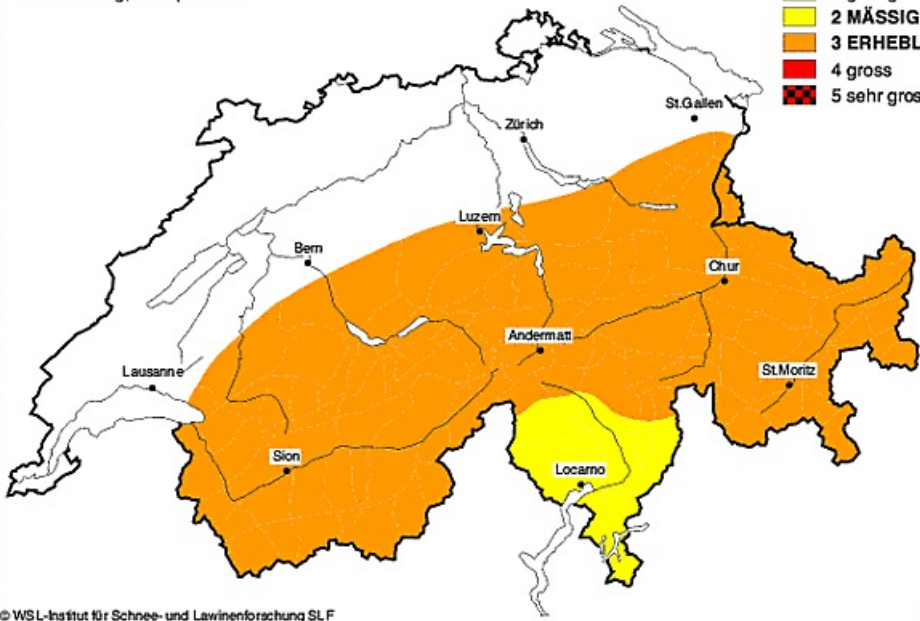 2 MÄSSIG
3 ERHEBL
4 gross
5 sehr gros
St.Gallen
Zürich
Luzern
Bern
Chur
Andermatt
Lausanne
St.Moritz
Sion
Locarno
© WSL-Institut für Schnee- und Lawinenforschung SLF